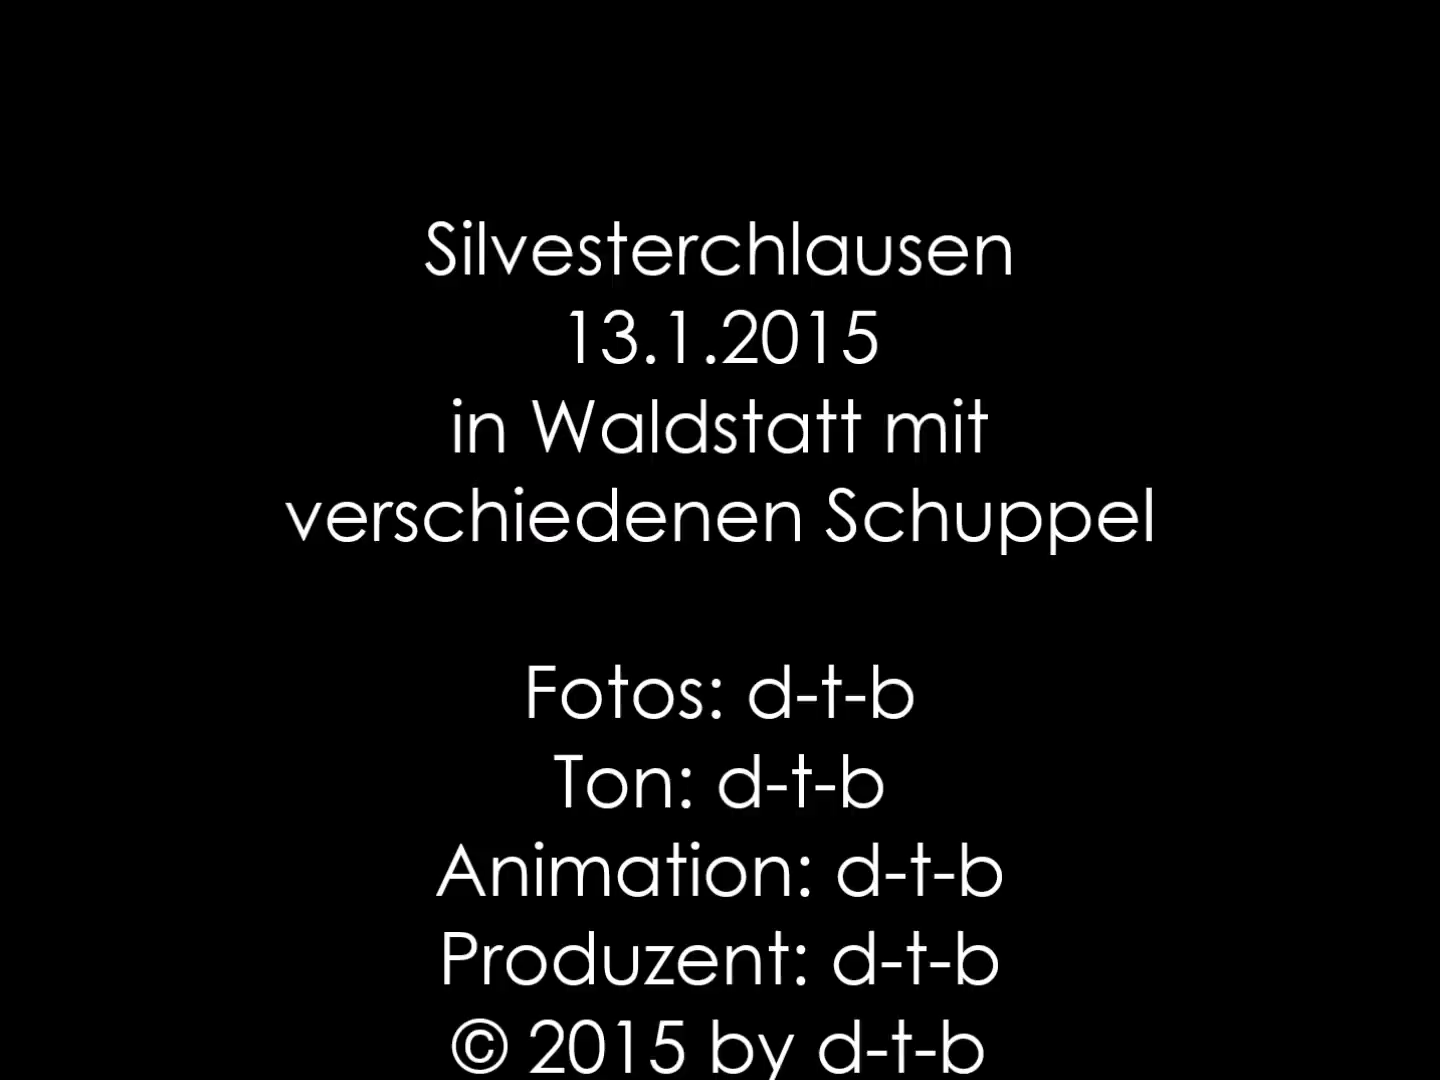 Silvesterchlausen
13.1.2015
in Waldstatt mit
verschiedenen Schuppel
Fotos: d-t-b
Ton: d-t-b
Animation: d-t-b
Produzent: d-t-b
© 2015 by d-t-b